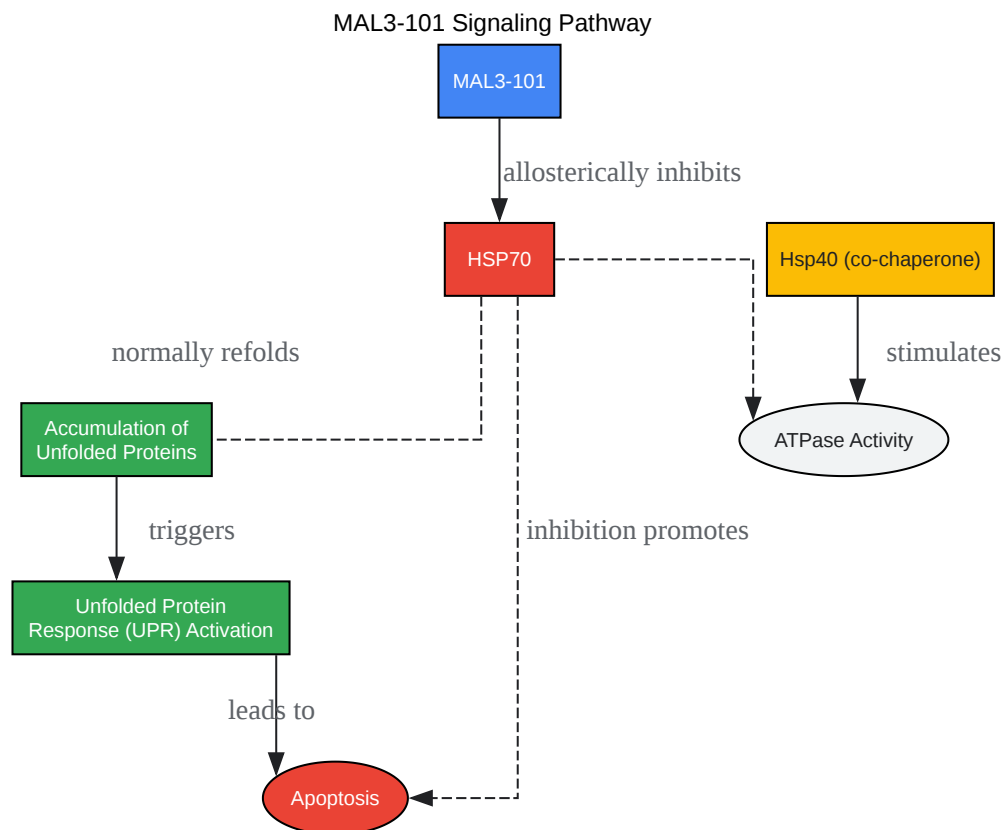 MAL3-101 Signaling Pathway
MAL3-101
allosterically inhibits
HSP70
Hsp40 (co-chaperone)
normally refolds
stimulates
Accumulation of
Unfolded Proteins
ATPase Activity
triggers
inhibition promotes
Unfolded Protein
Response (UPR) Activation
leads to
Apoptosis